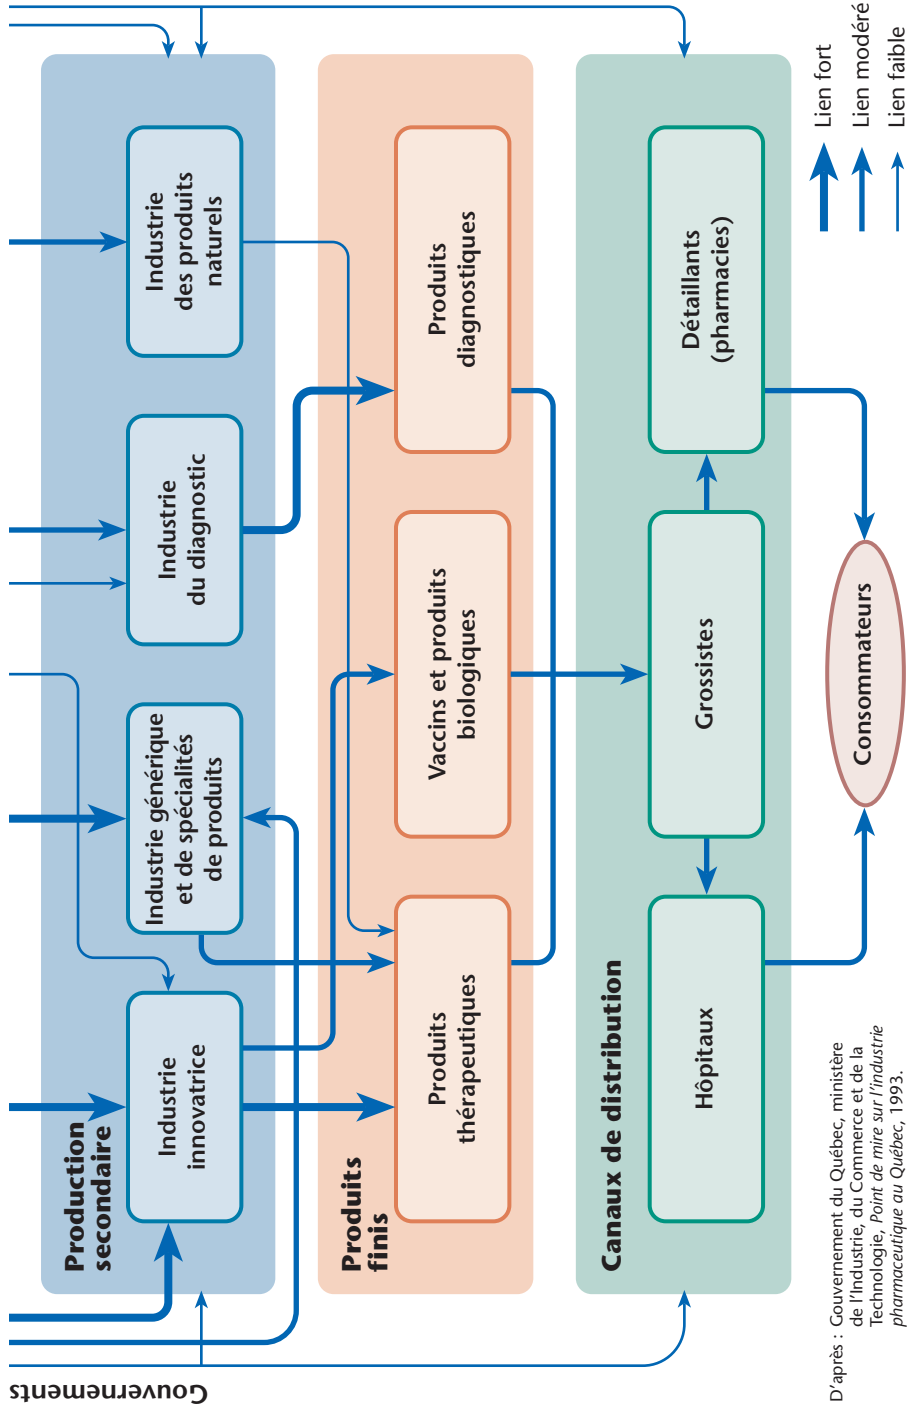 Gouvernements
Production
secondaire
Industrie
innovatrice
Industrie générique
et de spécialités
de produits
Industrie
du diagnostic
Industrie
des produits
naturels
Produits
finis
Produits
thérapeutiques
Vaccins et produits
biologiques
Produits
diagnostiques
Canaux de distribution
Hôpitaux
Grossistes
Détaillants
(pharmacies)
Consommateurs
Lien fort
Lien modéré
Lien faible
D'après : Gouvernement du Québec, ministère
de l'Industrie, du Commerce et de la
Technologie, Point de mire sur l'industrie
pharmaceutique au Québec, 1993.